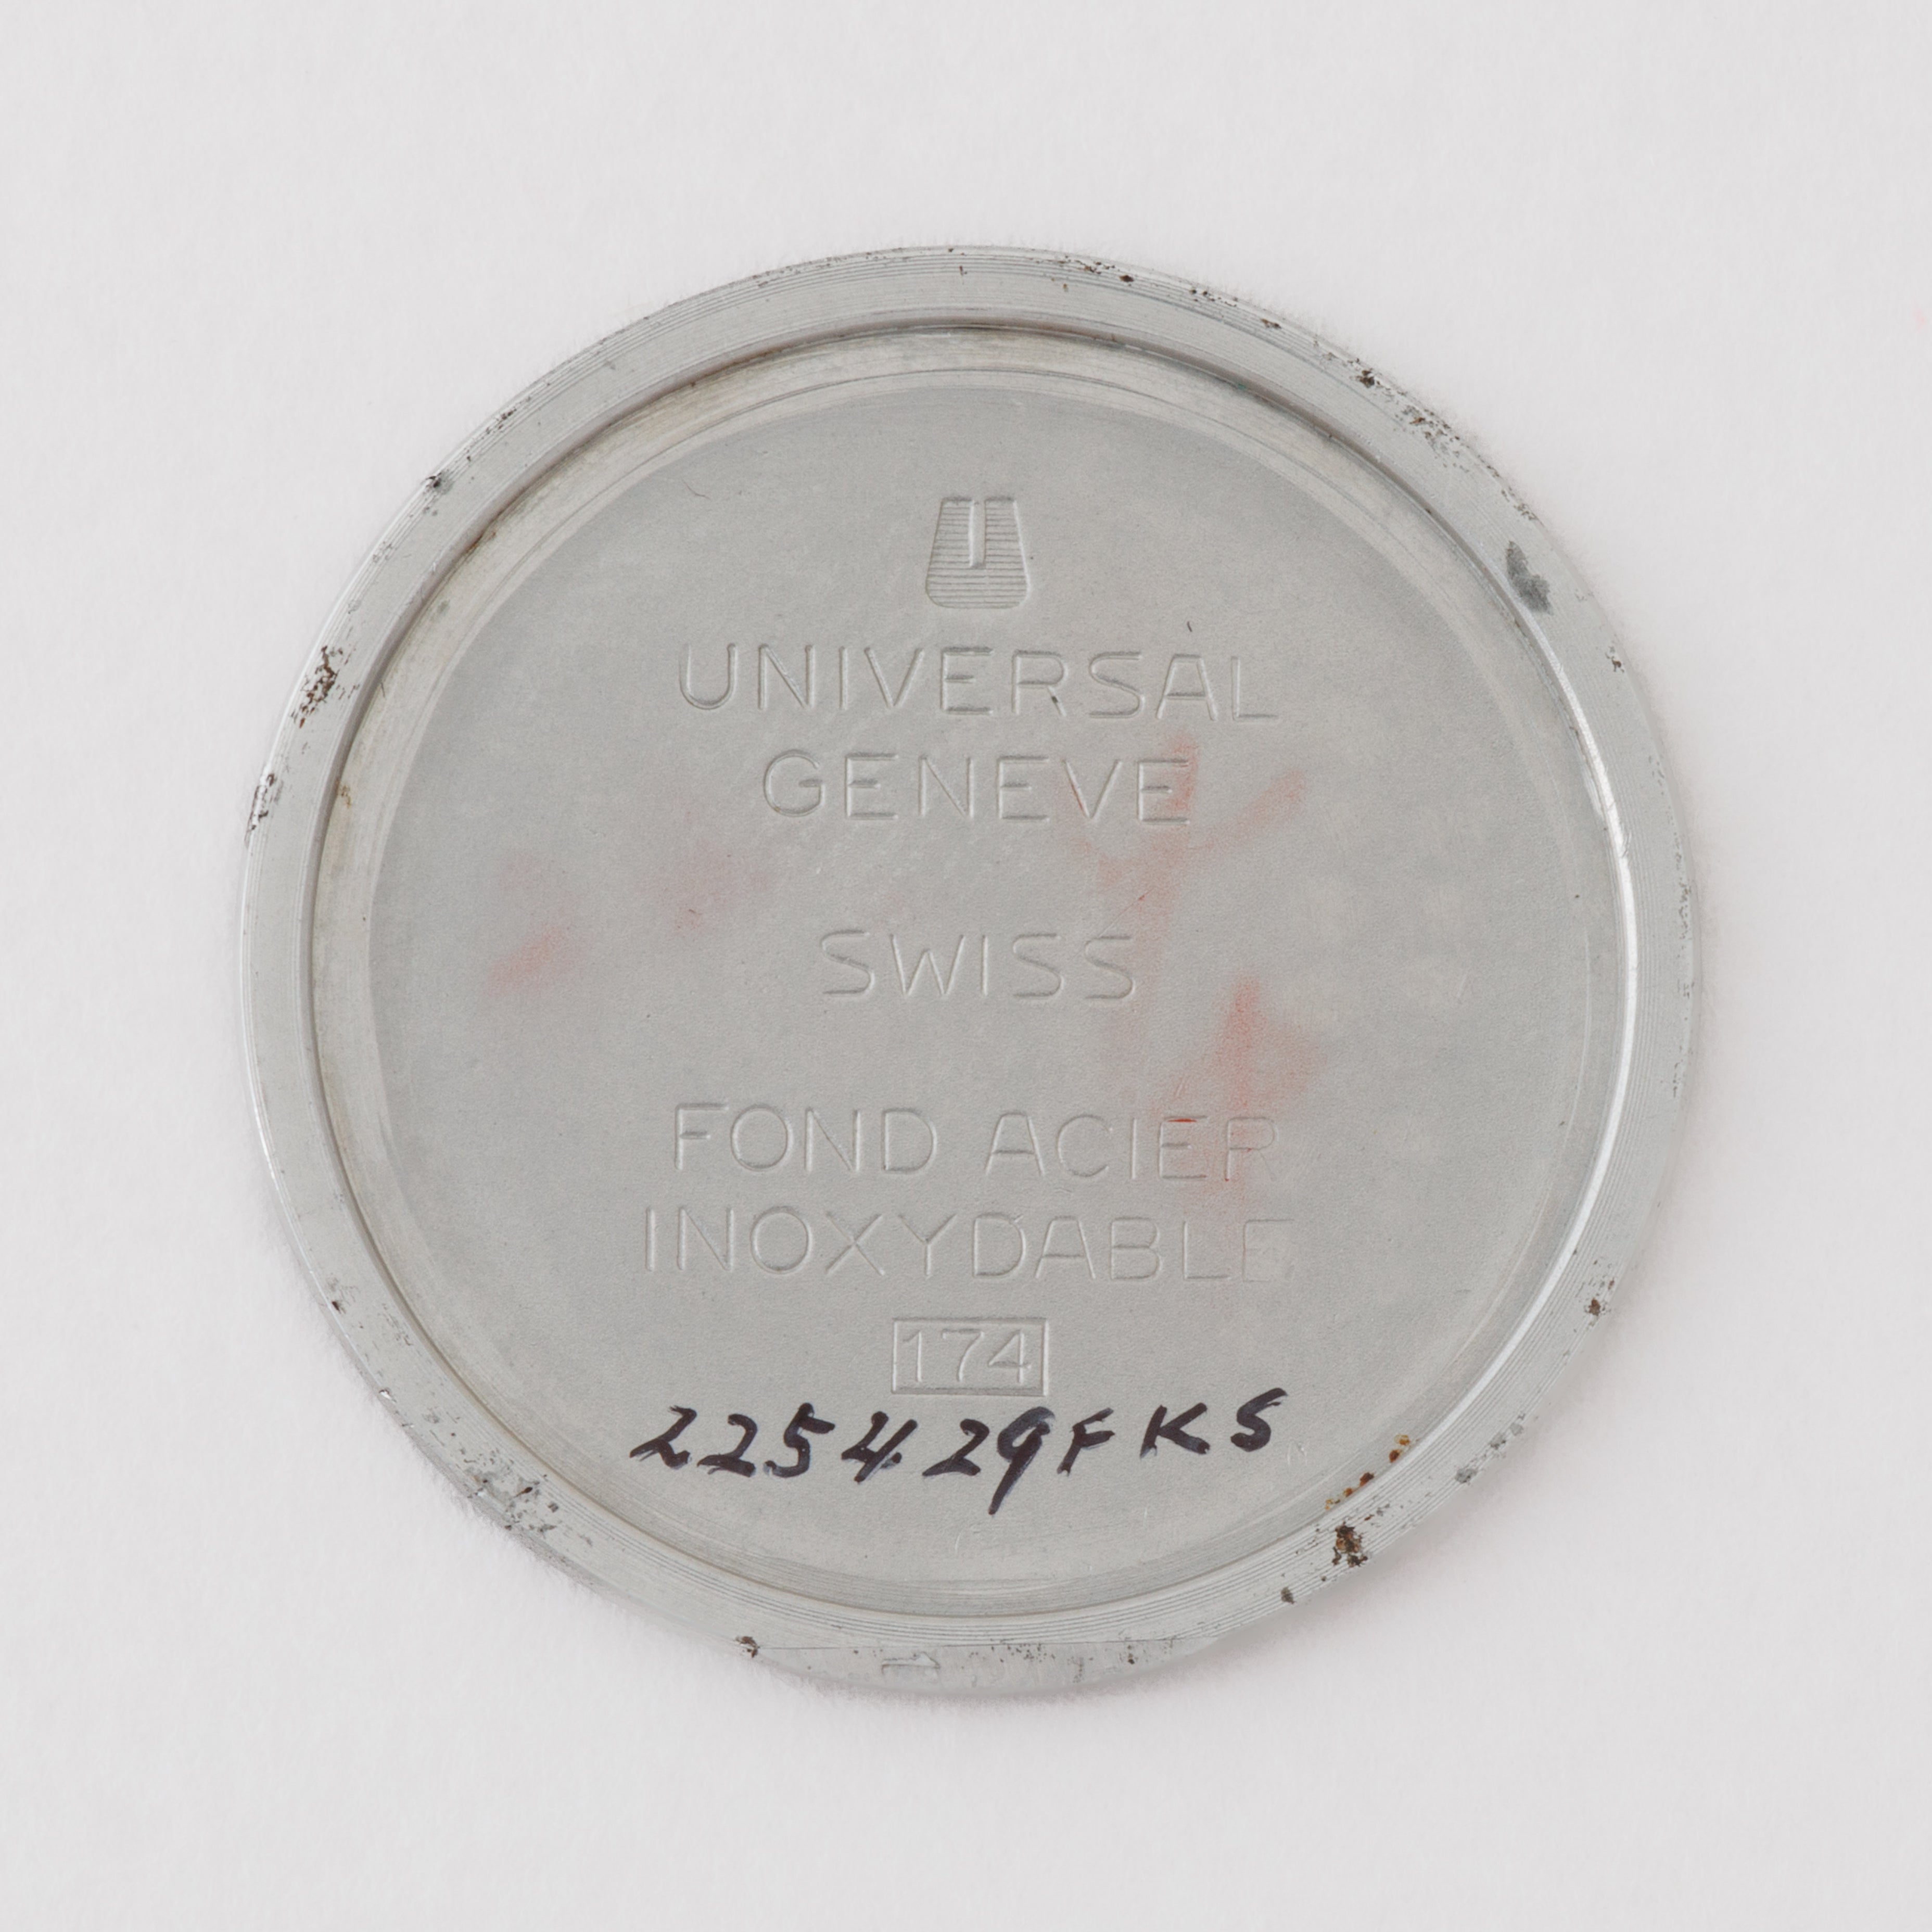 UNIVERSAL
GENEVE
SWISS
FOND ACIER
INOXYDABLE
174
225429FKS